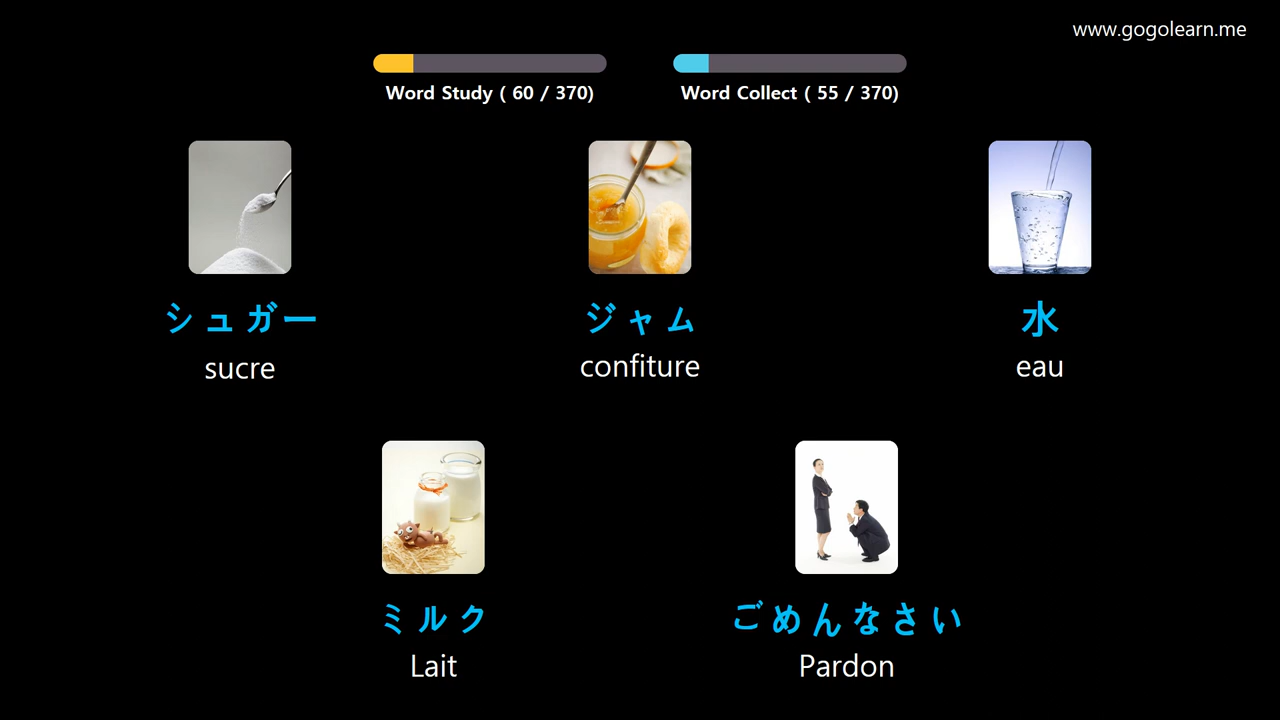 www.gogolearn.me
Word Study ( 60 / 370)
Word Collect ( 55 / 370)
シュガー
sucre
ジャム
confiture
水
eau
ミルク
Lait
ごめんなさい
Pardon